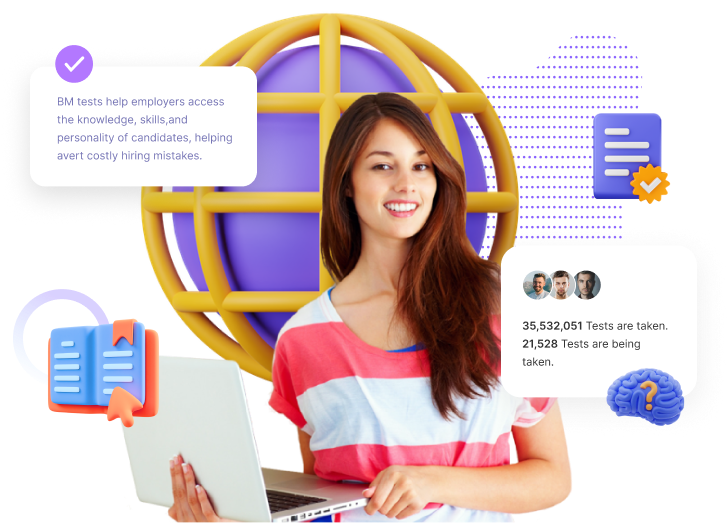 BM tests help employers access
the knowledge, skills,and
personality of candidates, helping
avert costly hiring mistakes.
35,532,051 Tests are taken.
21,528 Tests are being
taken.
?